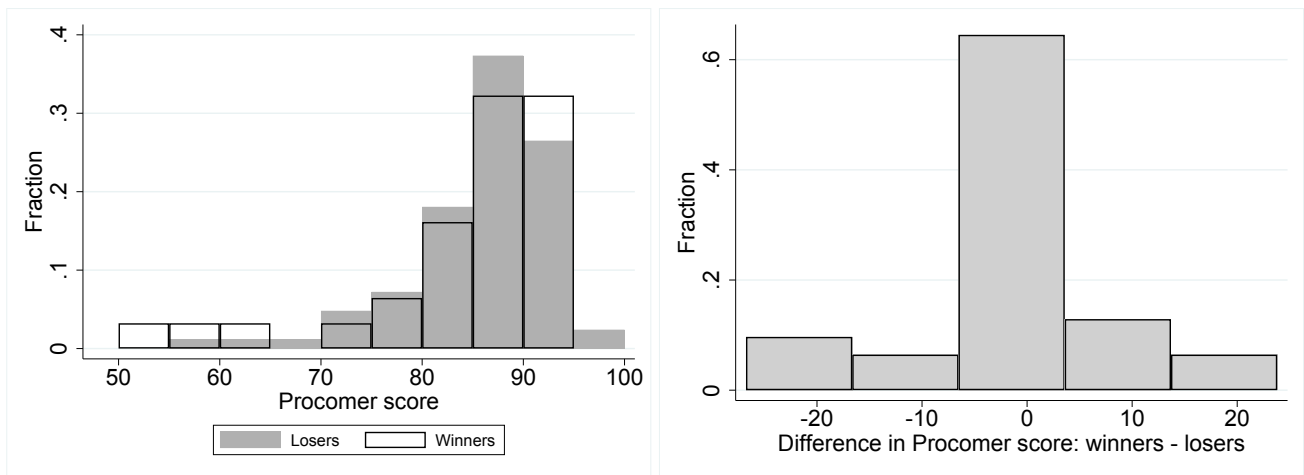 .4
.3
.2
.1
0
Fraction
50 60 70 80 90 100
Procomer score
Losers Winners
.6
.4
.2
0
Fraction
-20 -10 0 10 20
Difference in Procomer score: winners - losers